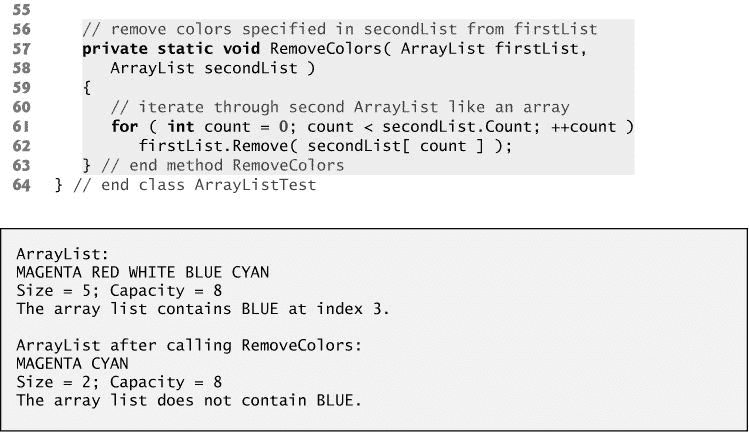 55
56 // remove colors specified in secondList from firstList
57 private static void RemoveColors( ArrayList firstList,
58 ArrayList secondList )
59 {
60 // iterate through second ArrayList like an array
61 for ( int count = 0; count < secondList.Count; ++count )
62 firstList.Remove( secondList[ count ] );
63 } // end method RemoveColors
64 } // end class ArrayListTest
ArrayList:
MAGENTA RED WHITE BLUE CYAN
Size = 5; Capacity = 8
The array list contains BLUE at index 3.
ArrayList after calling RemoveColors:
MAGENTA CYAN
Size = 2; Capacity = 8
The array list does not contain BLUE.